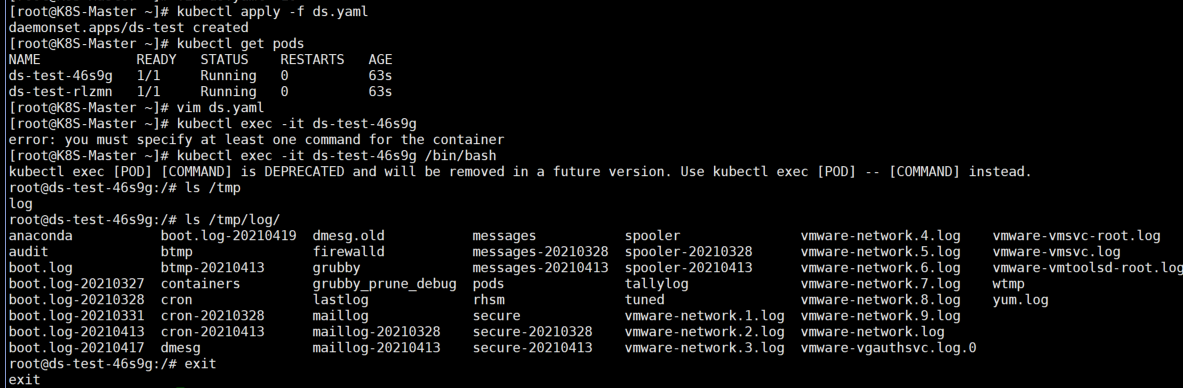 [root@K8S-Master ~]# kubectl apply -f ds.yaml
daemonset.apps/ds-test created
[root@K8S-Master ~]# kubectl get pods
NAME            READY   STATUS    RESTARTS   AGE
ds-test-46s9g   1/1     Running   0          63s
ds-test-rlzmn   1/1     Running   0          63s
[root@K8S-Master ~]# vim ds.yaml
[root@K8S-Master ~]# kubectl exec -it ds-test-46s9g
error: you must specify at least one command for the container
[root@K8S-Master ~]# kubectl exec -it ds-test-46s9g /bin/bash
kubectl exec [POD] [COMMAND] is DEPRECATED and will be removed in a future version. Use kubectl exec [POD] -- [COMMAND] instead.
root@ds-test-46s9g:/# ls /tmp
log
root@ds-test-46s9g:/# ls /tmp/log/
anaconda           boot.log-20210419  dmesg.old           messages           spooler               vmware-network.4.log    vmware-vmsvc-root.log
audit              btmp               firewalld           messages-20210328  spooler-20210328      vmware-network.5.log    vmware-vmsvc.log
boot.log           btmp-20210413      grubby              messages-20210413  spooler-20210413      vmware-network.6.log    vmware-vmtoolsd-root.log
boot.log-20210327  containers         grubby_prune_debug  pods               tallylog              vmware-network.7.log    wtmp
boot.log-20210328  cron               lastlog             rhsm               tuned                 vmware-network.8.log    yum.log
boot.log-20210331  cron-20210328      maillog             secure             vmware-network.1.log  vmware-network.9.log
boot.log-20210413  cron-20210413      maillog-20210328    secure-20210328    vmware-network.2.log  vmware-network.log
boot.log-20210417  dmesg              maillog-20210413    secure-20210413    vmware-network.3.log  vmware-vgauthsvc.log.0
root@ds-test-46s9g:/# exit
exit